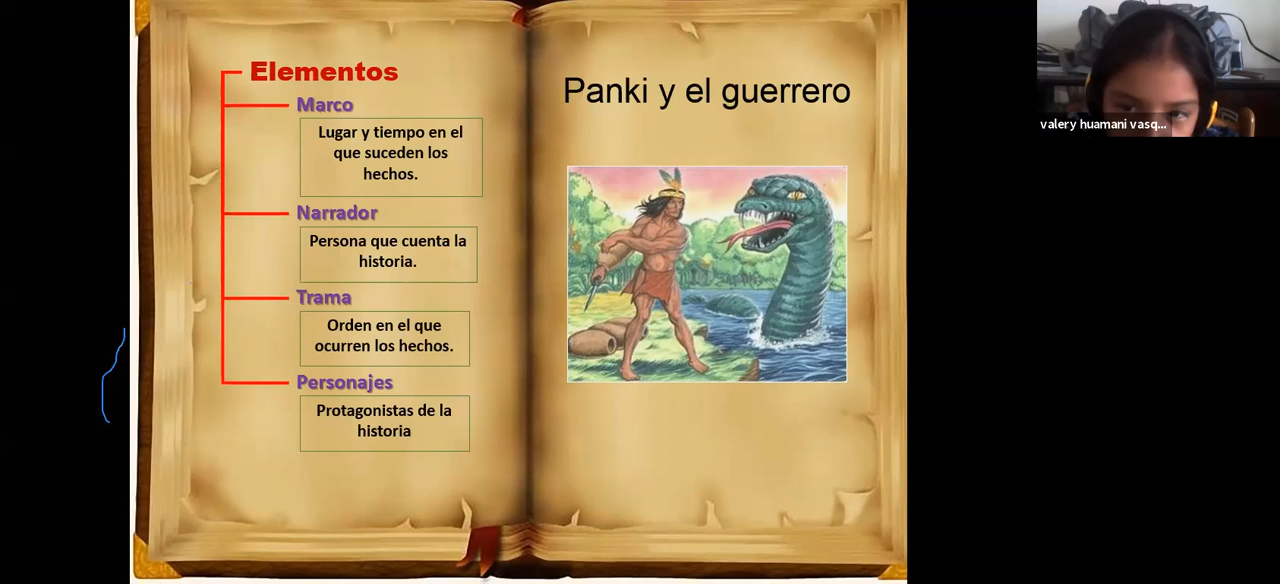 Elementos
Marco
Lugar y tiempo en el
que suceden los
hechos.
Narrador
Persona que cuenta la
historia.
Trama
Orden en el que
ocurren los hechos.
Personajes
Protagonistas de la
historia
Panki y el guerrero
valery huamani vasq...